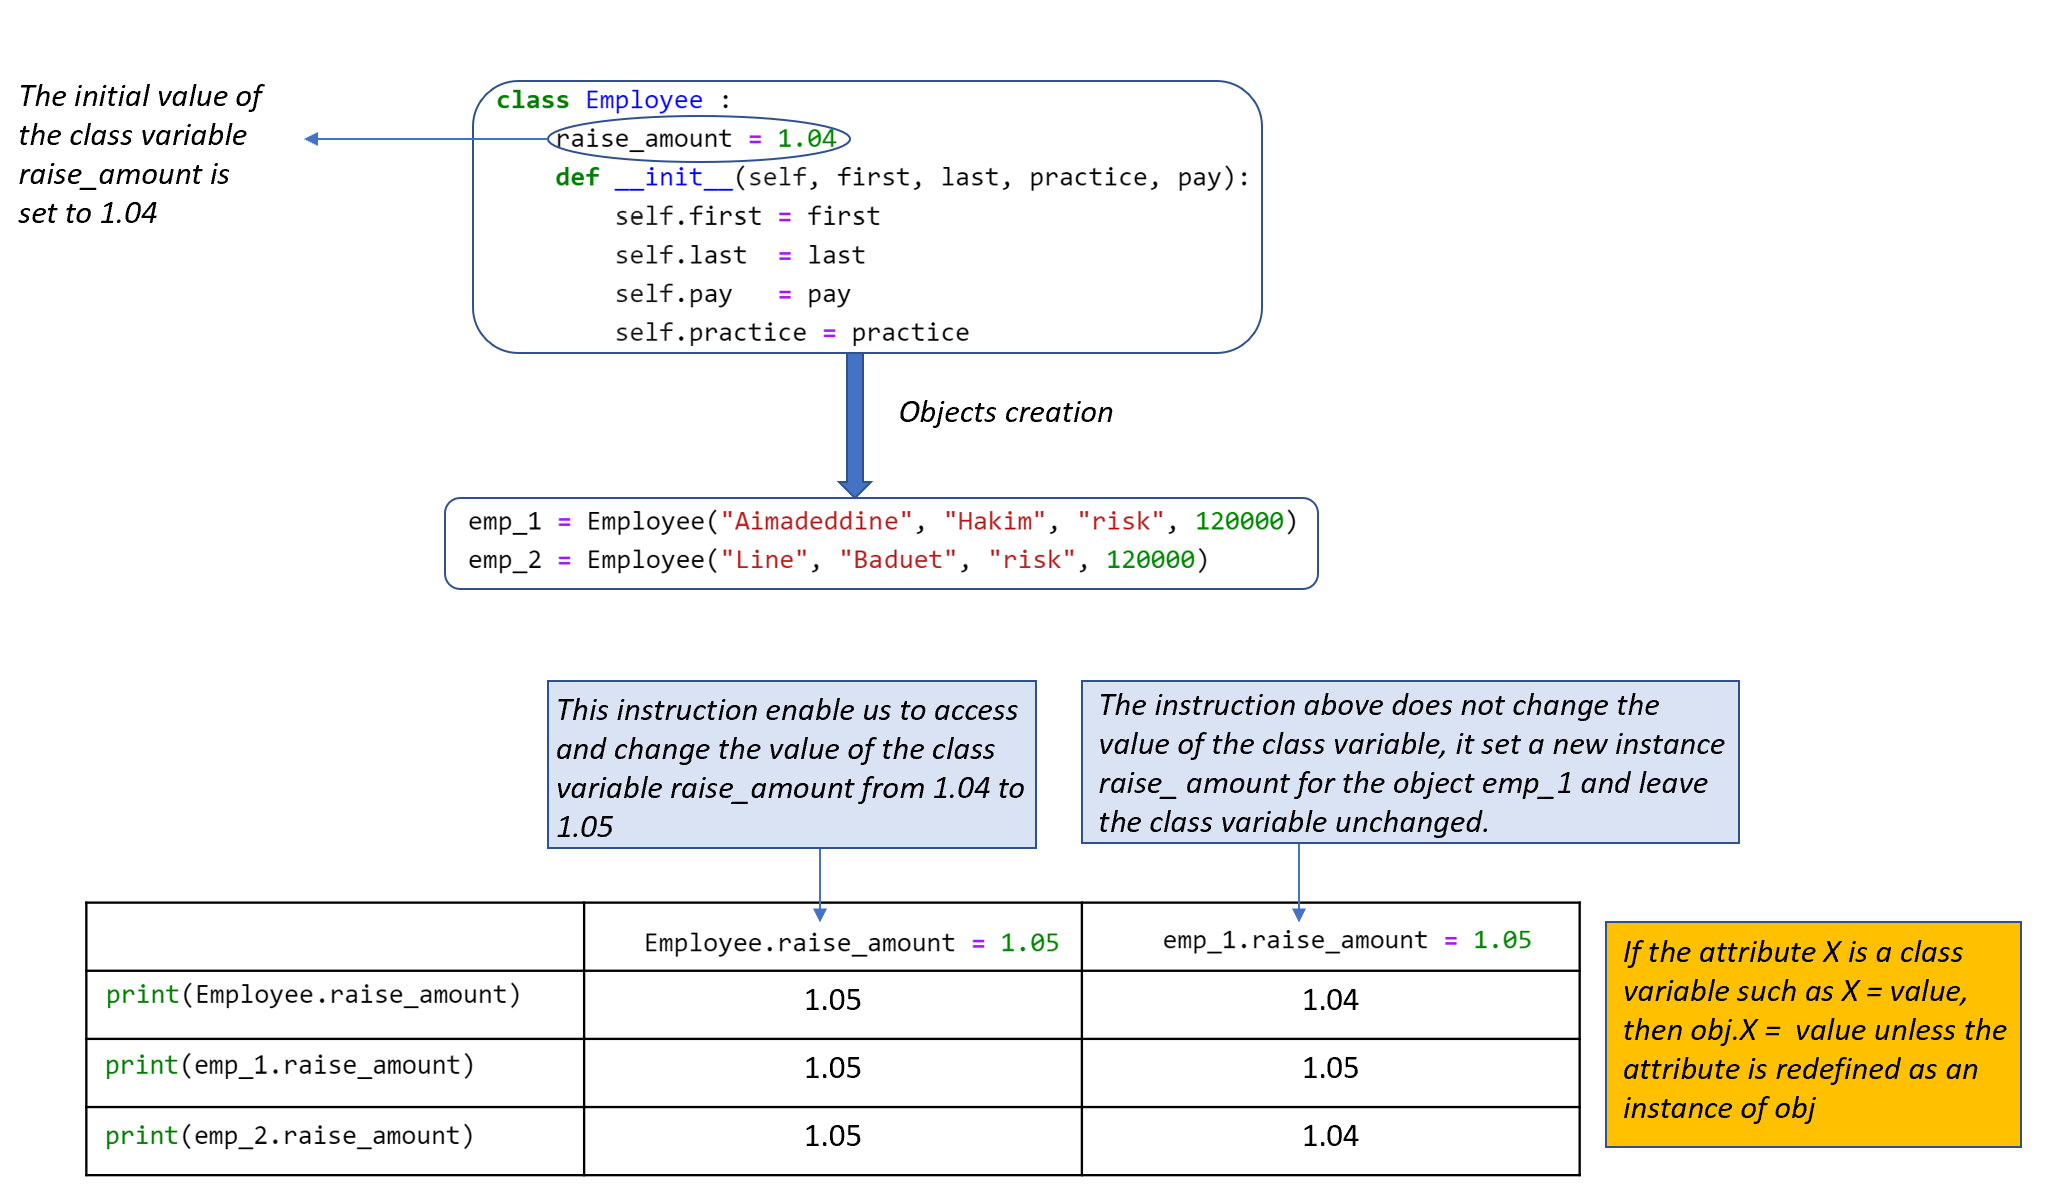 The initial value of
the class variable
raise_amount is
set to 1.04
class Employee :
raise_amount = 1.04
def __init__(self, first, last, practice, pay):
self.first = first
self.last  = last
self.pay   = pay
self.practice = practice
Objects creation
emp_1 = Employee("Aimadeddine", "Hakim", "risk", 120000)
emp_2 = Employee("Line", "Baduet", "risk", 120000)
This instruction enable us to access
and change the value of the class
variable raise_amount from 1.04 to
1.05
The instruction above does not change the
value of the class variable, it set a new instance
raise_ amount for the object emp_1 and leave
the class variable unchanged.
Employee.raise_amount = 1.05
emp_1.raise_amount = 1.05
print(Employee.raise_amount)
1.05
1.04
print(emp_1.raise_amount)
1.05
1.05
print(emp_2.raise_amount)
1.05
1.04
If the attribute X is a class
variable such as X = value,
then obj.X =  value unless the
attribute is redefined as an
instance of obj